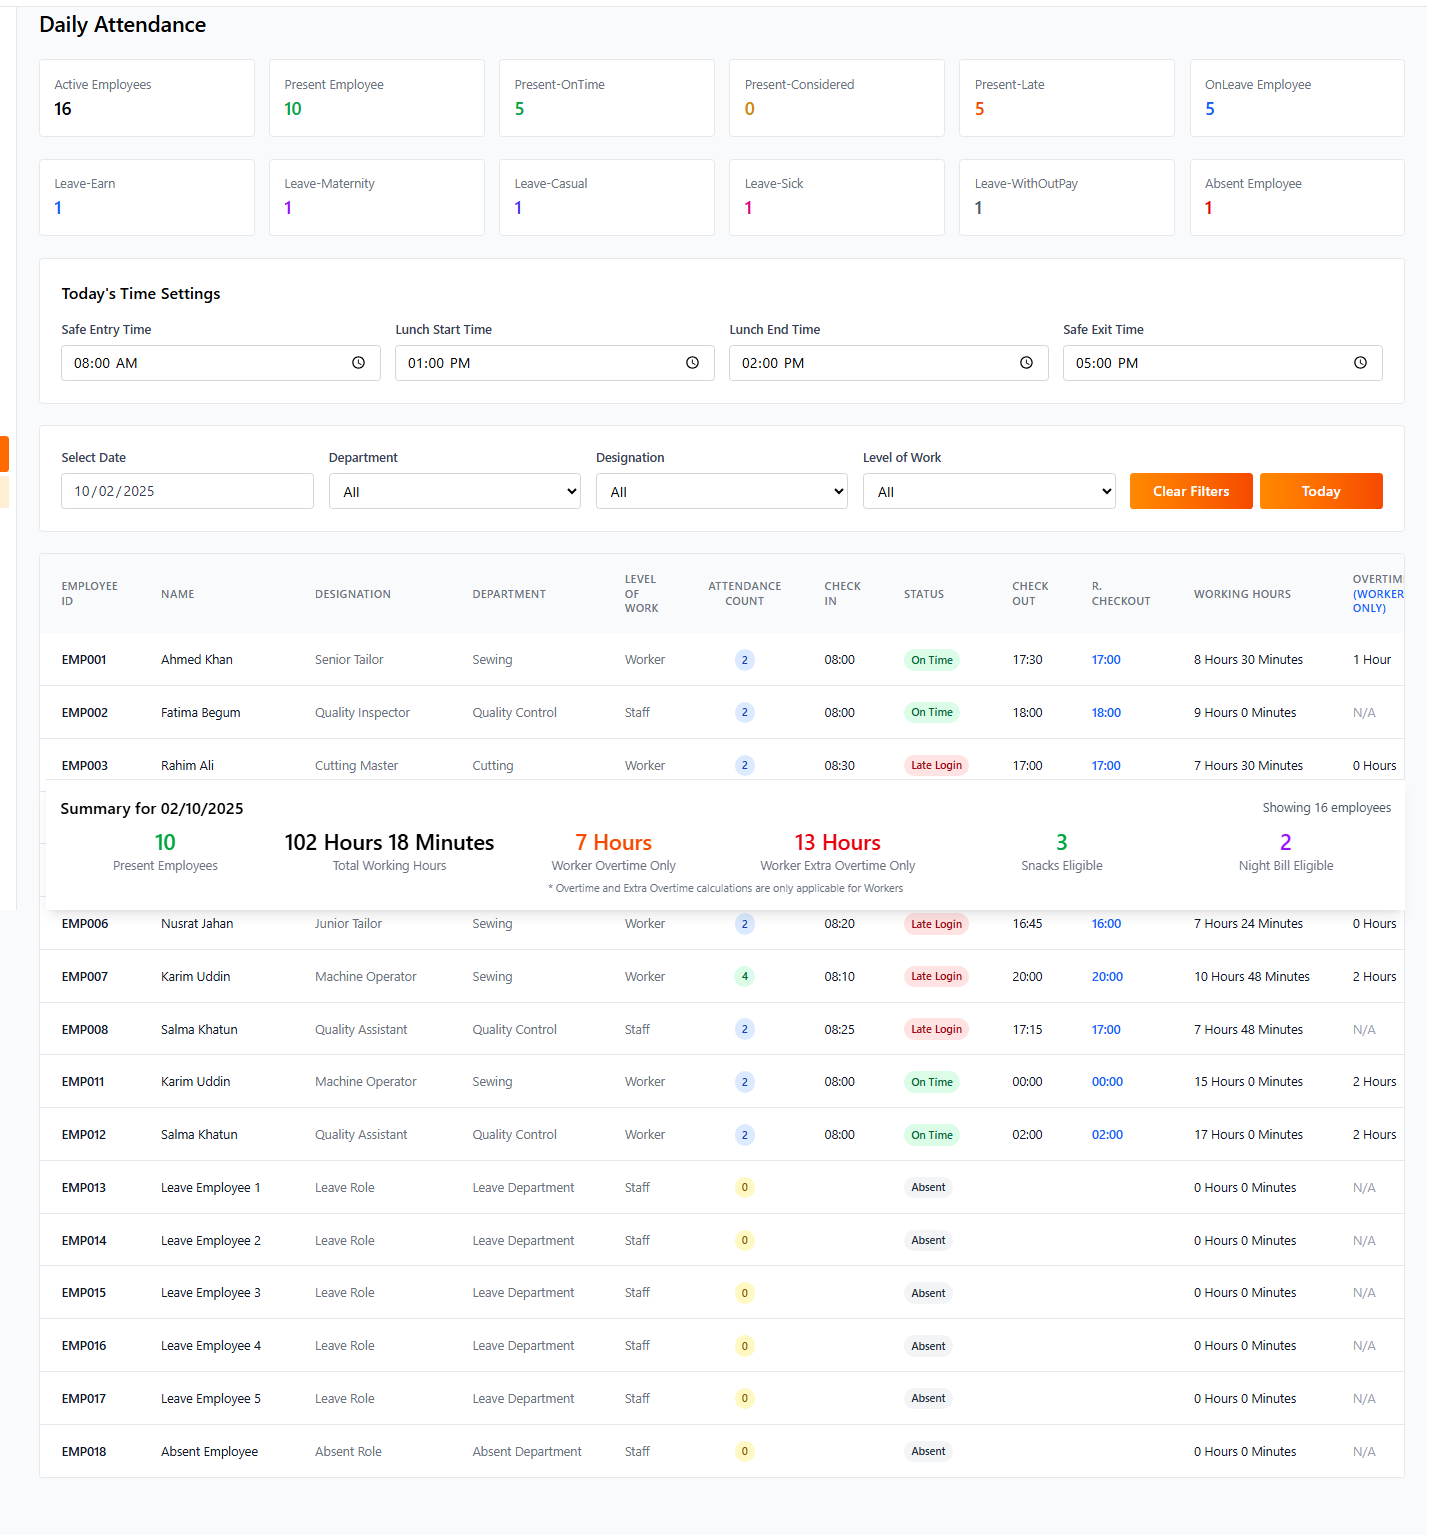 Daily Attendance
Active Employees
16
Present Employee
10
Present-OnTime
5
Present-Considered
0
Present-Late
5
OnLeave Employee
5
Leave-Earn
1
Leave-Maternity
1
Leave-Casual
1
Leave-Sick
1
Leave-WithOutPay
1
Absent Employee
1
Today's Time Settings
Safe Entry Time
08:00 AM
Lunch Start Time
01:00 PM
Lunch End Time
02:00 PM
Safe Exit Time
05:00 PM
Select Date
10/02/2025
Department
All
Designation
All
Level of Work
All
Clear Filters
Today
EMPLOYEE ID NAME DESIGNATION DEPARTMENT LEVEL OF WORK ATTENDANCE COUNT CHECK IN STATUS CHECK OUT R. CHECKOUT WORKING HOURS OVERTIM (WORKER ONLY)
EMP001 Ahmed Khan Senior Tailor Sewing Worker 2 08:00 On Time 17:30 17:00 8 Hours 30 Minutes 1 Hour
EMP002 Fatima Begum Quality Inspector Quality Control Staff 2 08:00 On Time 18:00 18:00 9 Hours 0 Minutes N/A
EMP003 Rahim Ali Cutting Master Cutting Worker 2 08:30 Late Login 17:00 17:00 7 Hours 30 Minutes 0 Hours
Summary for 02/10/2025
Showing 16 employees
10
Present Employees
102 Hours 18 Minutes
Total Working Hours
7 Hours
Worker Overtime Only
13 Hours
Worker Extra Overtime Only
3
Snacks Eligible
2
Night Bill Eligible
* Overtime and Extra Overtime calculations are only applicable for Workers
EMP006 Nusrat Jahan Junior Tailor Sewing Worker 2 08:20 Late Login 16:45 16:00 7 Hours 24 Minutes 0 Hours
EMP007 Karim Uddin Machine Operator Sewing Worker 4 08:10 Late Login 20:00 20:00 10 Hours 48 Minutes 2 Hours
EMP008 Salma Khatun Quality Assistant Quality Control Staff 2 08:25 Late Login 17:15 17:00 7 Hours 48 Minutes N/A
EMP011 Karim Uddin Machine Operator Sewing Worker 2 08:00 On Time 00:00 00:00 15 Hours 0 Minutes 2 Hours
EMP012 Salma Khatun Quality Assistant Quality Control Worker 2 08:00 On Time 02:00 02:00 17 Hours 0 Minutes 2 Hours
EMP013 Leave Employee 1 Leave Role Leave Department Staff 0 Absent 0 Hours 0 Minutes N/A
EMP014 Leave Employee 2 Leave Role Leave Department Staff 0 Absent 0 Hours 0 Minutes N/A
EMP015 Leave Employee 3 Leave Role Leave Department Staff 0 Absent 0 Hours 0 Minutes N/A
EMP016 Leave Employee 4 Leave Role Leave Department Staff 0 Absent 0 Hours 0 Minutes N/A
EMP017 Leave Employee 5 Leave Role Leave Department Staff 0 Absent 0 Hours 0 Minutes N/A
EMP018 Absent Employee Absent Role Absent Department Staff 0 Absent 0 Hours 0 Minutes N/A